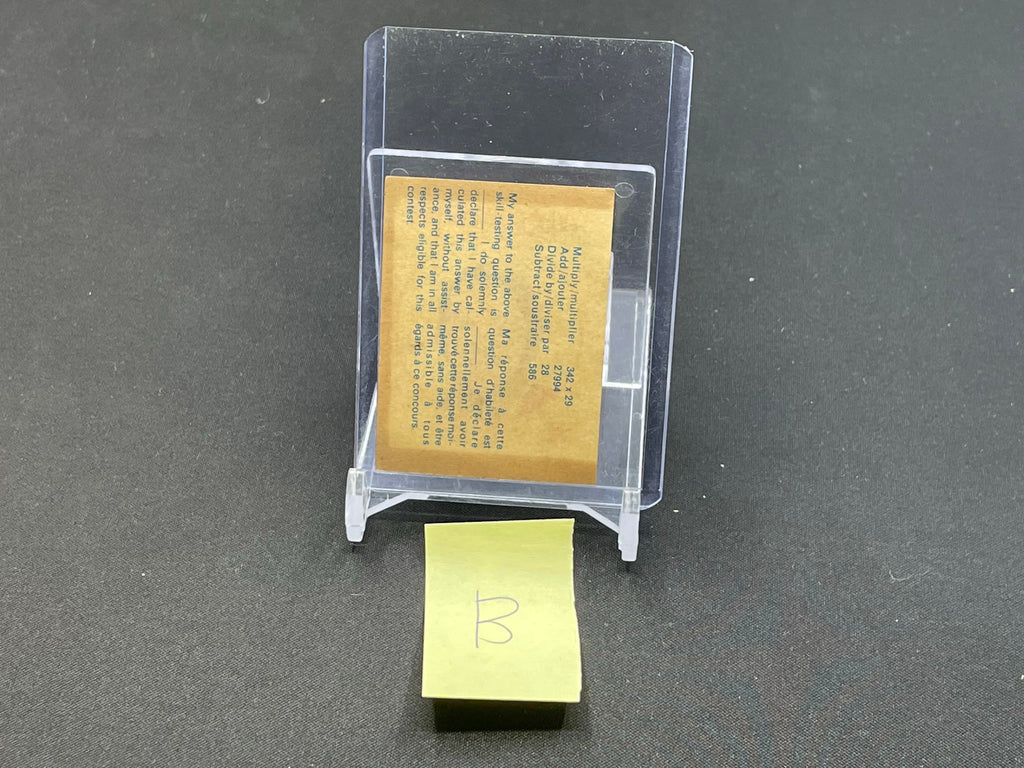 Multiply/multiplier 342 x 29
Add/ajouter 27994
Divide by/diviser par 28
Subtract/soustraire 586
My answer to the above
skill-testing question is
I do solemnly
declare that I have cal-
culated this answer by
myself, without assist-
ance, and that I am in all
respects eligible for this
contest.
Ma réponse à cette
question d'habileté est
Je déclare
solennellement avoir
trouvé cette réponse moi-
même, sans aide, et être
admissible à tous
égards à ce concours.
B